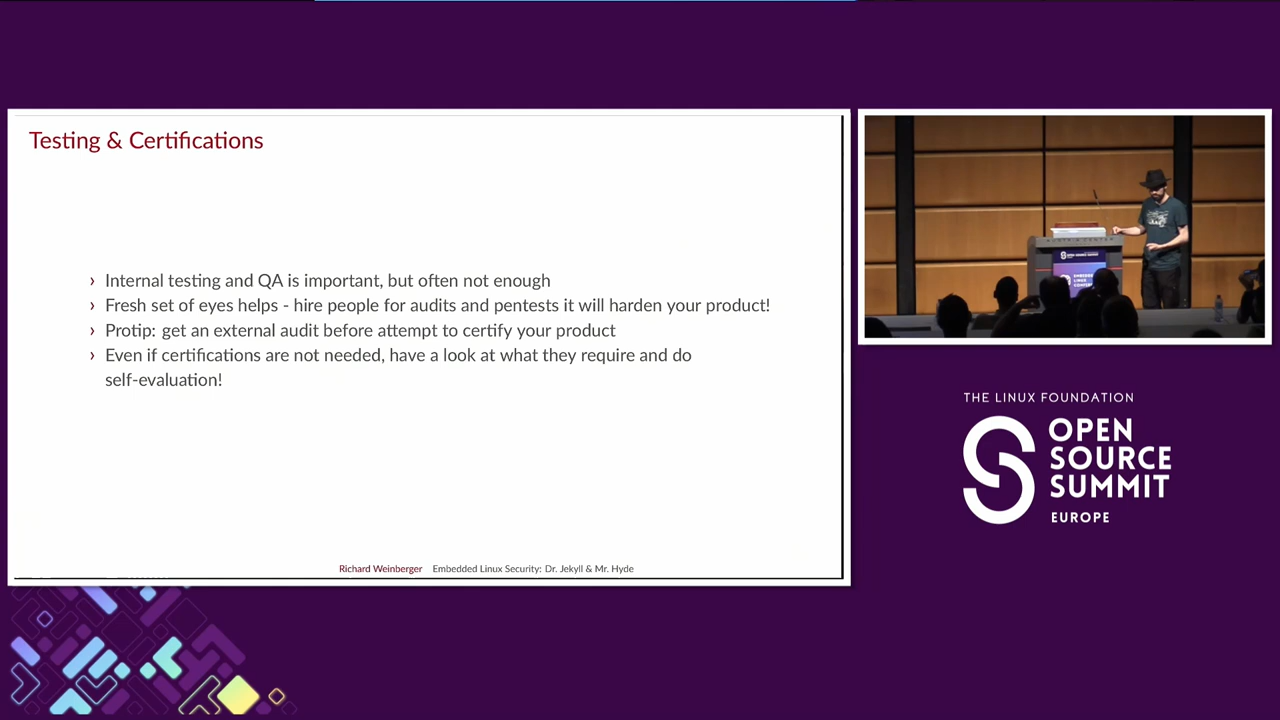 Testing & Certifications
› Internal testing and QA is important, but often not enough
› Fresh set of eyes helps - hire people for audits and pentests it will harden your product!
› Protip: get an external audit before attempt to certify your product
› Even if certifications are not needed, have a look at what they require and do
self-evaluation!
Richard Weinberger Embedded Linux Security: Dr. Jekyll & Mr. Hyde
THE LINUX FOUNDATION
OPEN
SOURCE
SUMMIT
EUROPE